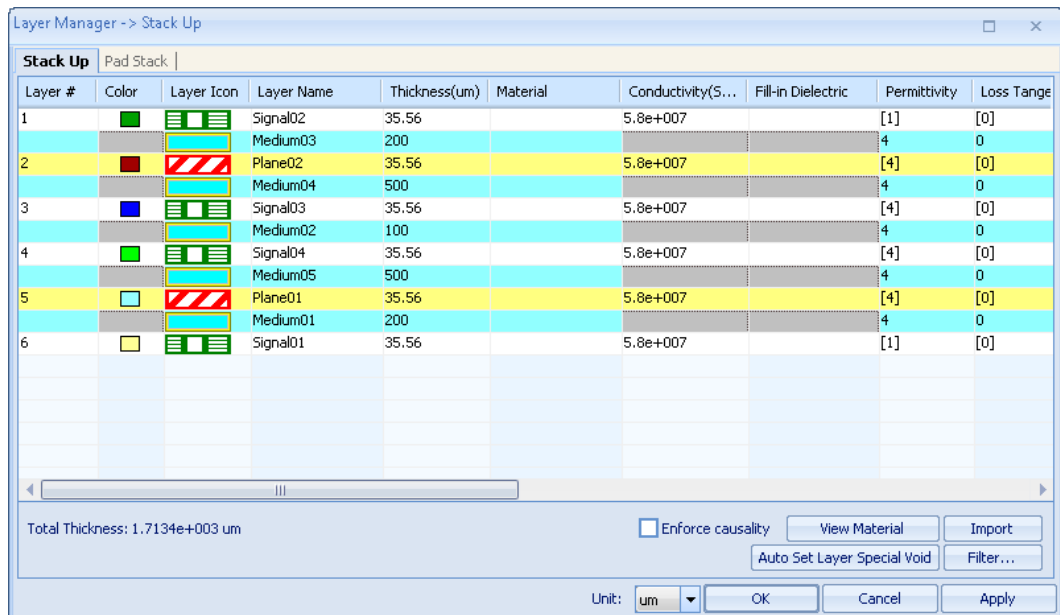 Layer Manager -> Stack Up
Stack Up Pad Stack
Layer # Color Layer Icon Layer Name Thickness(um) Material Conductivity(S... Fill-in Dielectric Permittivity Loss Tange
1 Signal02 35.56 5.8e+007 [1] [0]
Medium03 200 4 0
2 Plane02 35.56 5.8e+007 [4] [0]
Medium04 500 4 0
3 Signal03 35.56 5.8e+007 [4] [0]
Medium02 100 4 0
4 Signal04 35.56 5.8e+007 [4] [0]
Medium05 500 4 0
5 Plane01 35.56 5.8e+007 [4] [0]
Medium01 200 4 0
6 Signal01 35.56 5.8e+007 [1] [0]
Total Thickness: 1.7134e+003 um Enforce causality View Material Import
Auto Set Layer Special Void Filter...
Unit: um OK Cancel Apply